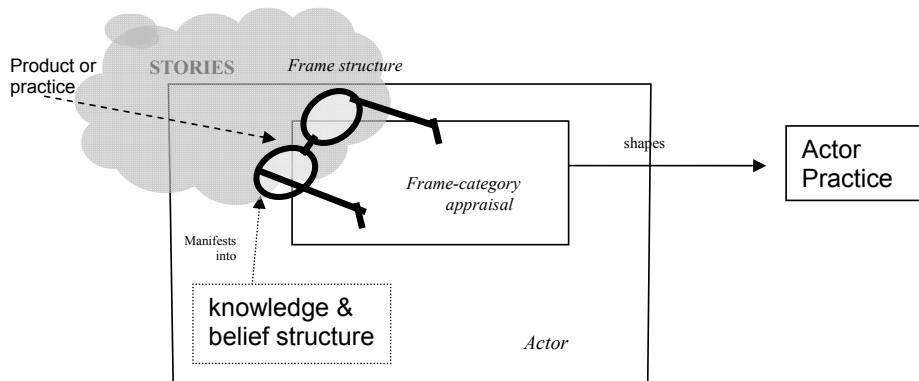 STORIES
Frame structure
Product or
practice
shapes
Actor
Practice
Frame-category
appraisal
Manifests
into
knowledge &
belief structure
Actor